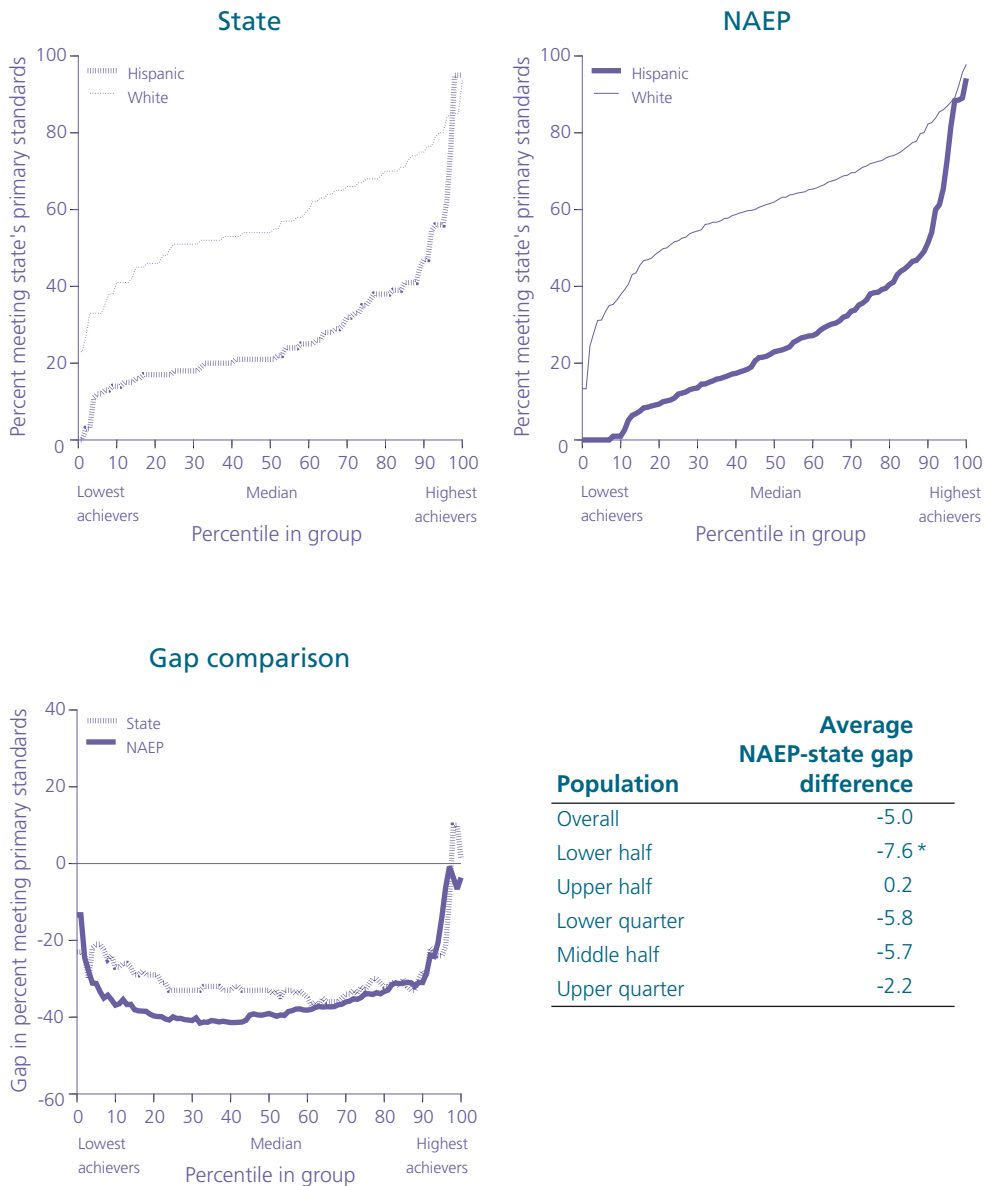 State
Percent meeting state's primary standards
100
80
60
40
20
0
Hispanic
White
0 10 20 30 40 50 60 70 80 90 100
Lowest achievers
Median
Highest achievers
Percentile in group
NAEP
Percent meeting state's primary standards
100
80
60
40
20
0
Hispanic
White
0 10 20 30 40 50 60 70 80 90 100
Lowest achievers
Median
Highest achievers
Percentile in group
Gap comparison
Gap in percent meeting primary standards
40
20
0
-20
-40
-60
State
NAEP
0 10 20 30 40 50 60 70 80 90 100
Lowest achievers
Median
Highest achievers
Percentile in group
Average
NAEP-state gap
Population difference
Overall -5.0
Lower half -7.6 *
Upper half 0.2
Lower quarter -5.8
Middle half -5.7
Upper quarter -2.2